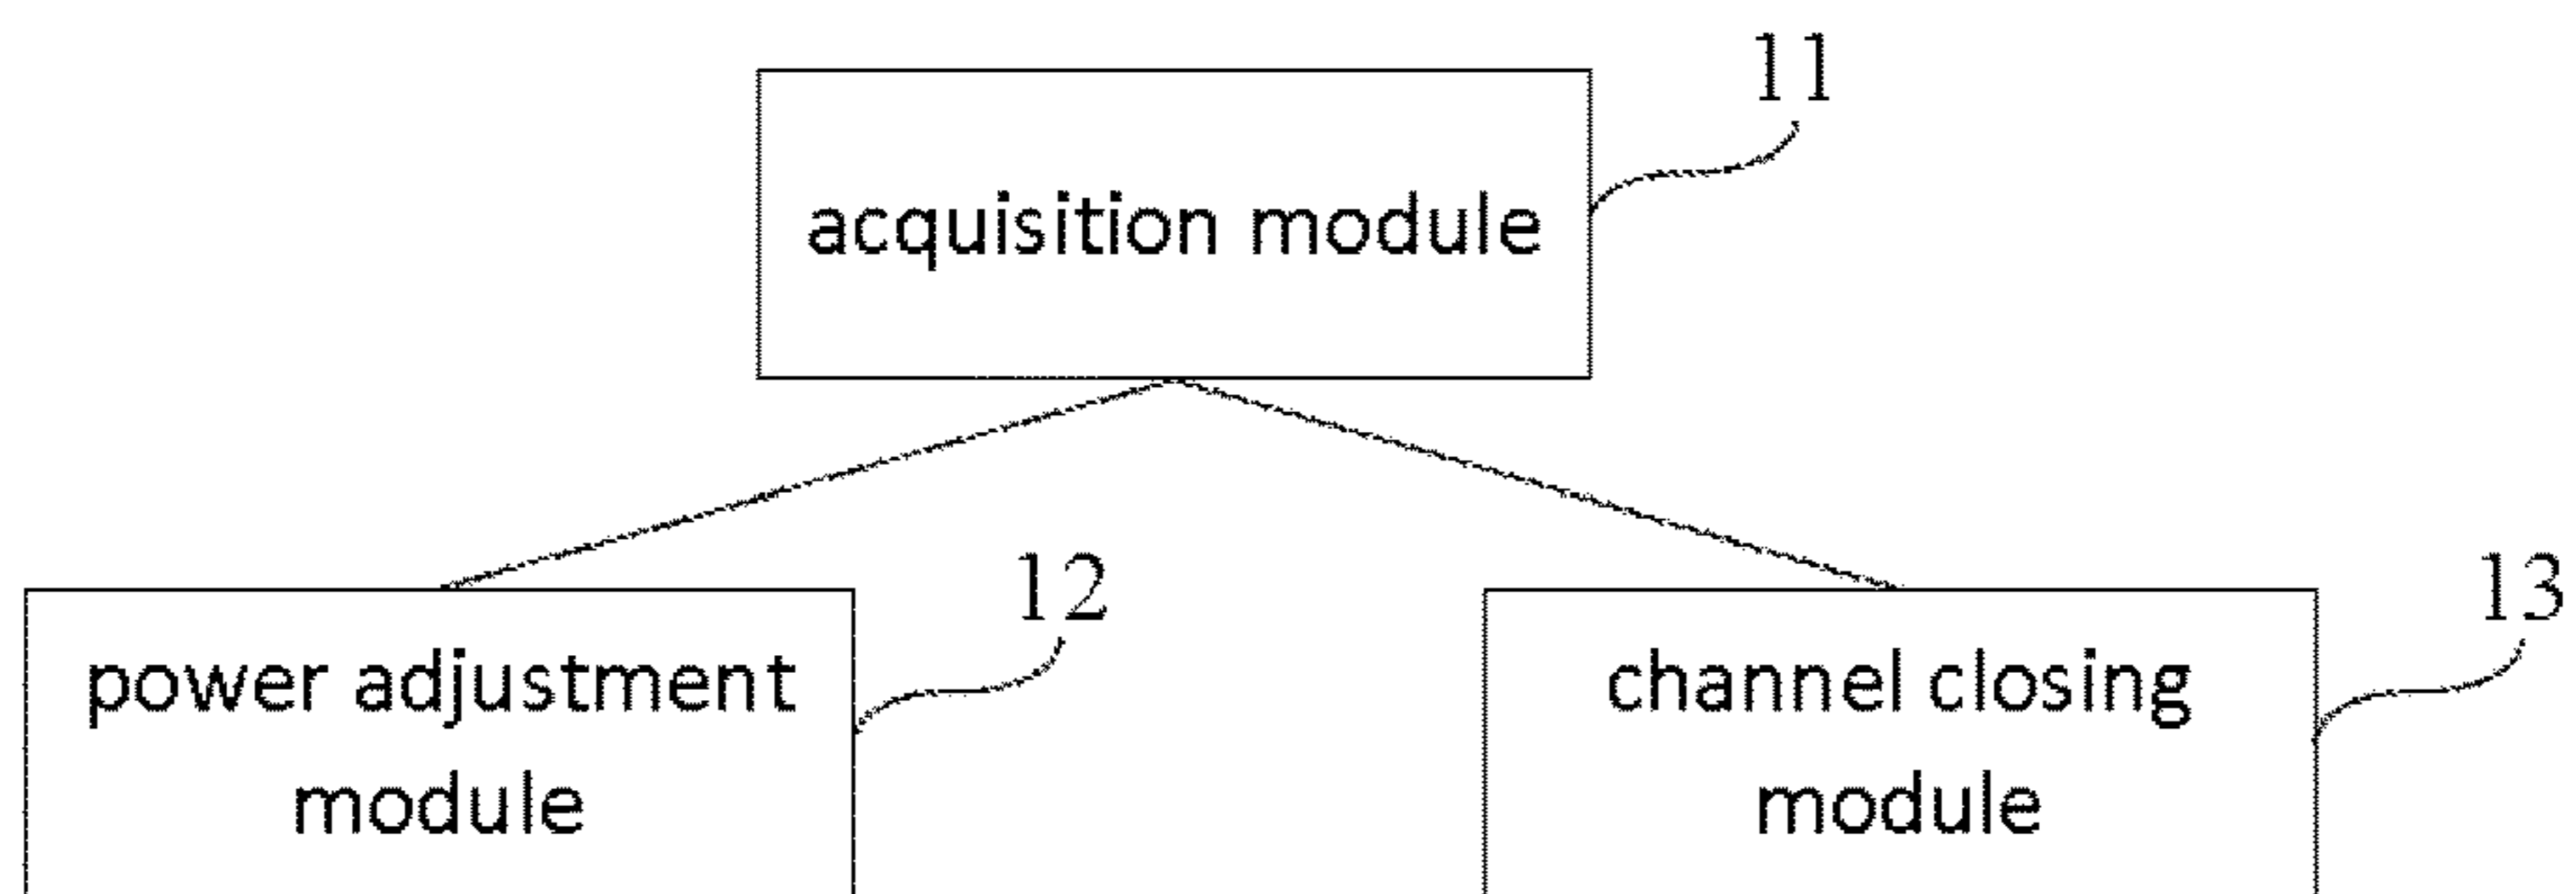 11
acquisition module
12
13
power adjustment
module
channel closing
module